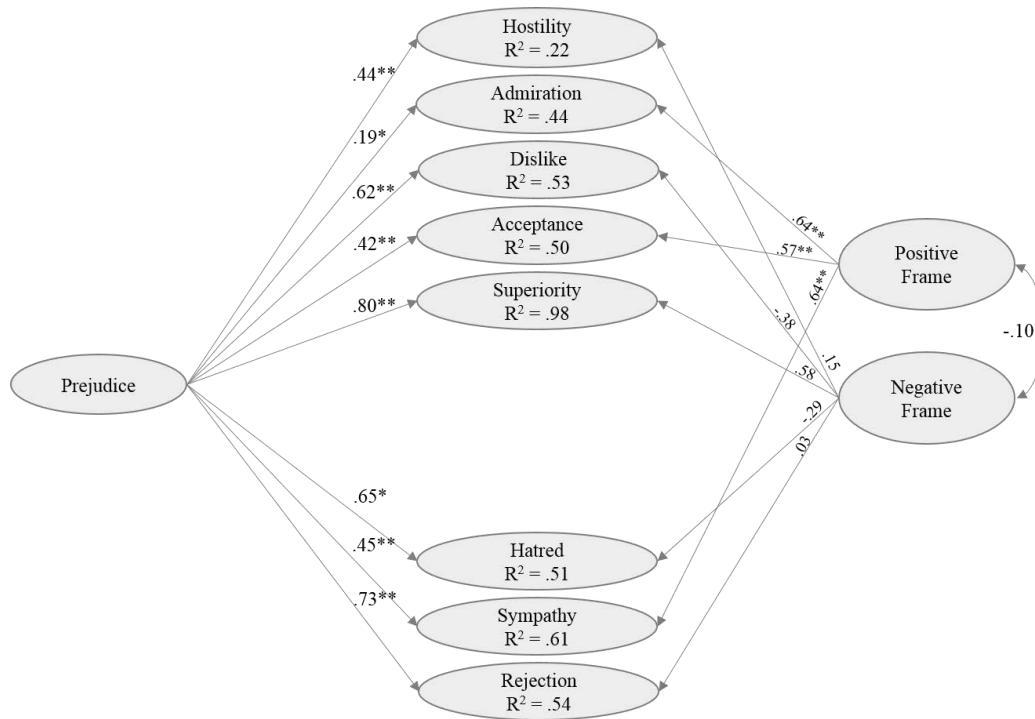 Hostility
R² = .22
.44**
Admiration
R² = .44
.19*
Dislike
R² = .53
.62**
Acceptance
R² = .50
.42**
Superiority
R² = .98
.80**
Prejudice
.64**
.57**
.64**
Positive
Frame
-.10
-.38
.15
.58
Negative
Frame
-.29
.03
.65*
Hatred
R² = .51
.45**
Sympathy
R² = .61
.73**
Rejection
R² = .54